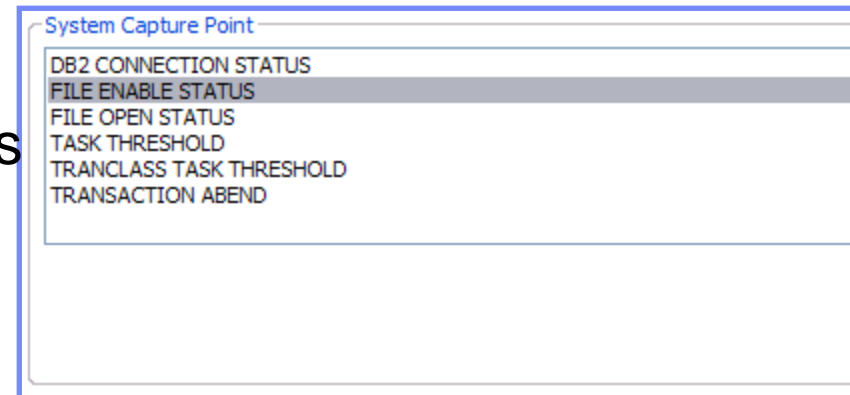 System Capture Point
DB2 CONNECTION STATUS
FILE ENABLE STATUS
FILE OPEN STATUS
s
TASK THRESHOLD
TRANCLASS TASK THRESHOLD
TRANSACTION ABEND